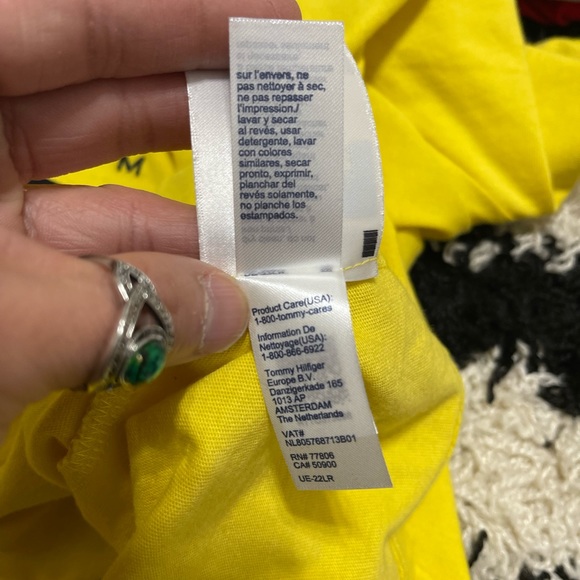 sur l'envers, ne
pas nettoyer à sec,
ne pas repasser
l'impression./
lavar y secar
al revés, usar
detergente, lavar
con colores
similares, secar
pronto, exprimir,
planchar del
revés solamente,
no planche los
estampados.
M
Product Care(USA):
1-800-tommy-cares
Information De
Nettoyage(USA):
1-800-866-6922
Tommy Hilfiger
Europe B.V.
Danzigerkade 165
1013 AP
AMSTERDAM
The Netherlands
VAT#
NL805768713B01
RN# 77806
CA# 50900
UE-22LR